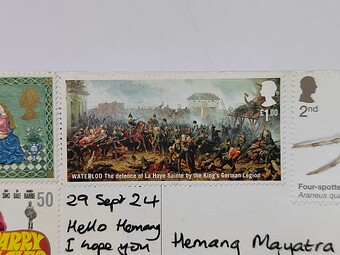 £1.00
2nd
WATERLOO The defence of La Haye Sainte by the King's German Legion
Four-spotte
Araneus qua
50
29 Sept 24
Hello Hemang
I hope you
Hemang Mayatra